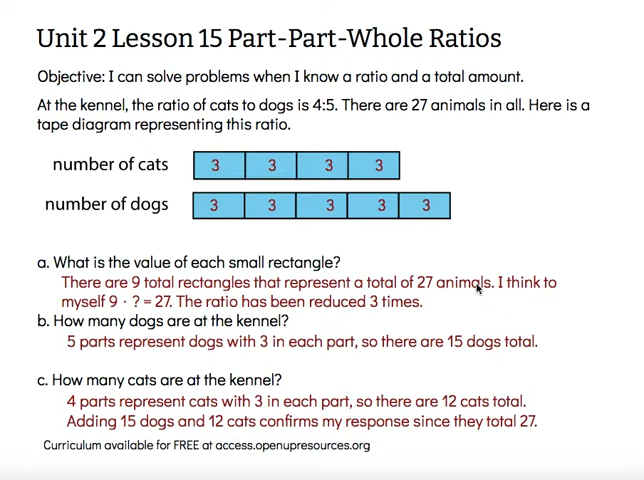 Unit 2 Lesson 15 Part-Part-Whole Ratios
Objective: I can solve problems when I know a ratio and a total amount.
At the kennel, the ratio of cats to dogs is 4:5. There are 27 animals in all. Here is a
tape diagram representing this ratio.
number of cats 3 3 3 3
number of dogs 3 3 3 3 3
a. What is the value of each small rectangle?
There are 9 total rectangles that represent a total of 27 animals. I think to
myself 9 · ? = 27. The ratio has been reduced 3 times.
b. How many dogs are at the kennel?
5 parts represent dogs with 3 in each part, so there are 15 dogs total.
c. How many cats are at the kennel?
4 parts represent cats with 3 in each part, so there are 12 cats total.
Adding 15 dogs and 12 cats confirms my response since they total 27.
Curriculum available for FREE at access.openupresources.org